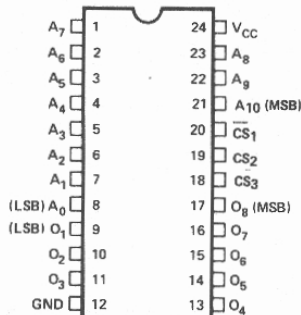 A7 1 24 VCC
A6 2 23 A8
A5 3 22 A9
A4 4 21 A10 (MSB)
A3 5 20 C̅S̅1
A2 6 19 CS2
A1 7 18 CS3
(LSB) A0 8 17 O8 (MSB)
(LSB) O1 9 16 O7
O2 10 15 O6
O3 11 14 O5
GND 12 13 O4